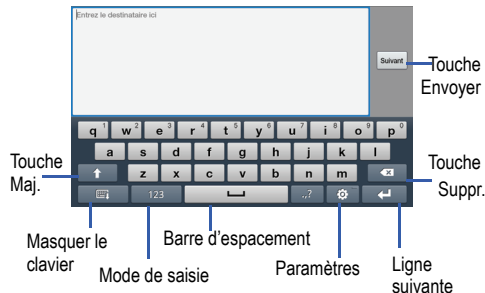 Entrez le destinataire ici
Suivant
Touche
Envoyer
q 1 w 2 e 3 r 4 t 5 y 6 u 7 i 8 o 9 p 0
a s d f g h j k l
z x c v b n m
123 .,?
Touche
Maj.
Touche
Suppr.
Masquer le
clavier
Mode de saisie
Barre d'espacement
Paramètres
Ligne
suivante